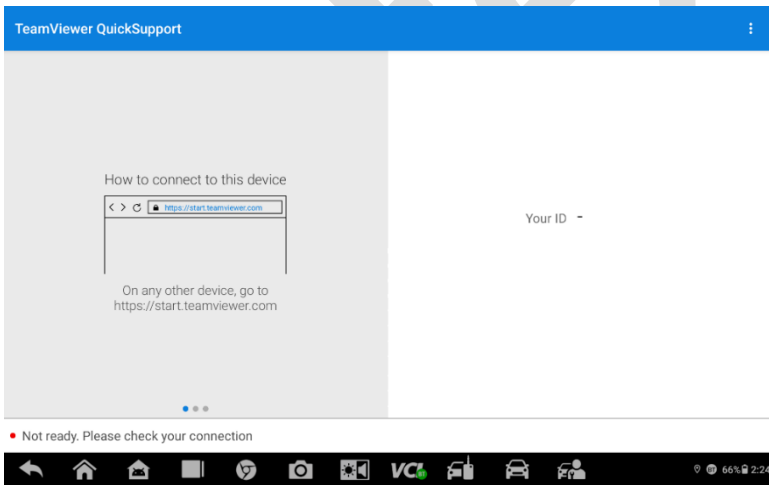 TeamViewer QuickSupport
How to connect to this device
https://start.teamviewer.com
On any other device, go to
https://start.teamviewer.com
Your ID -
Not ready. Please check your connection
VCI
66% 2:24